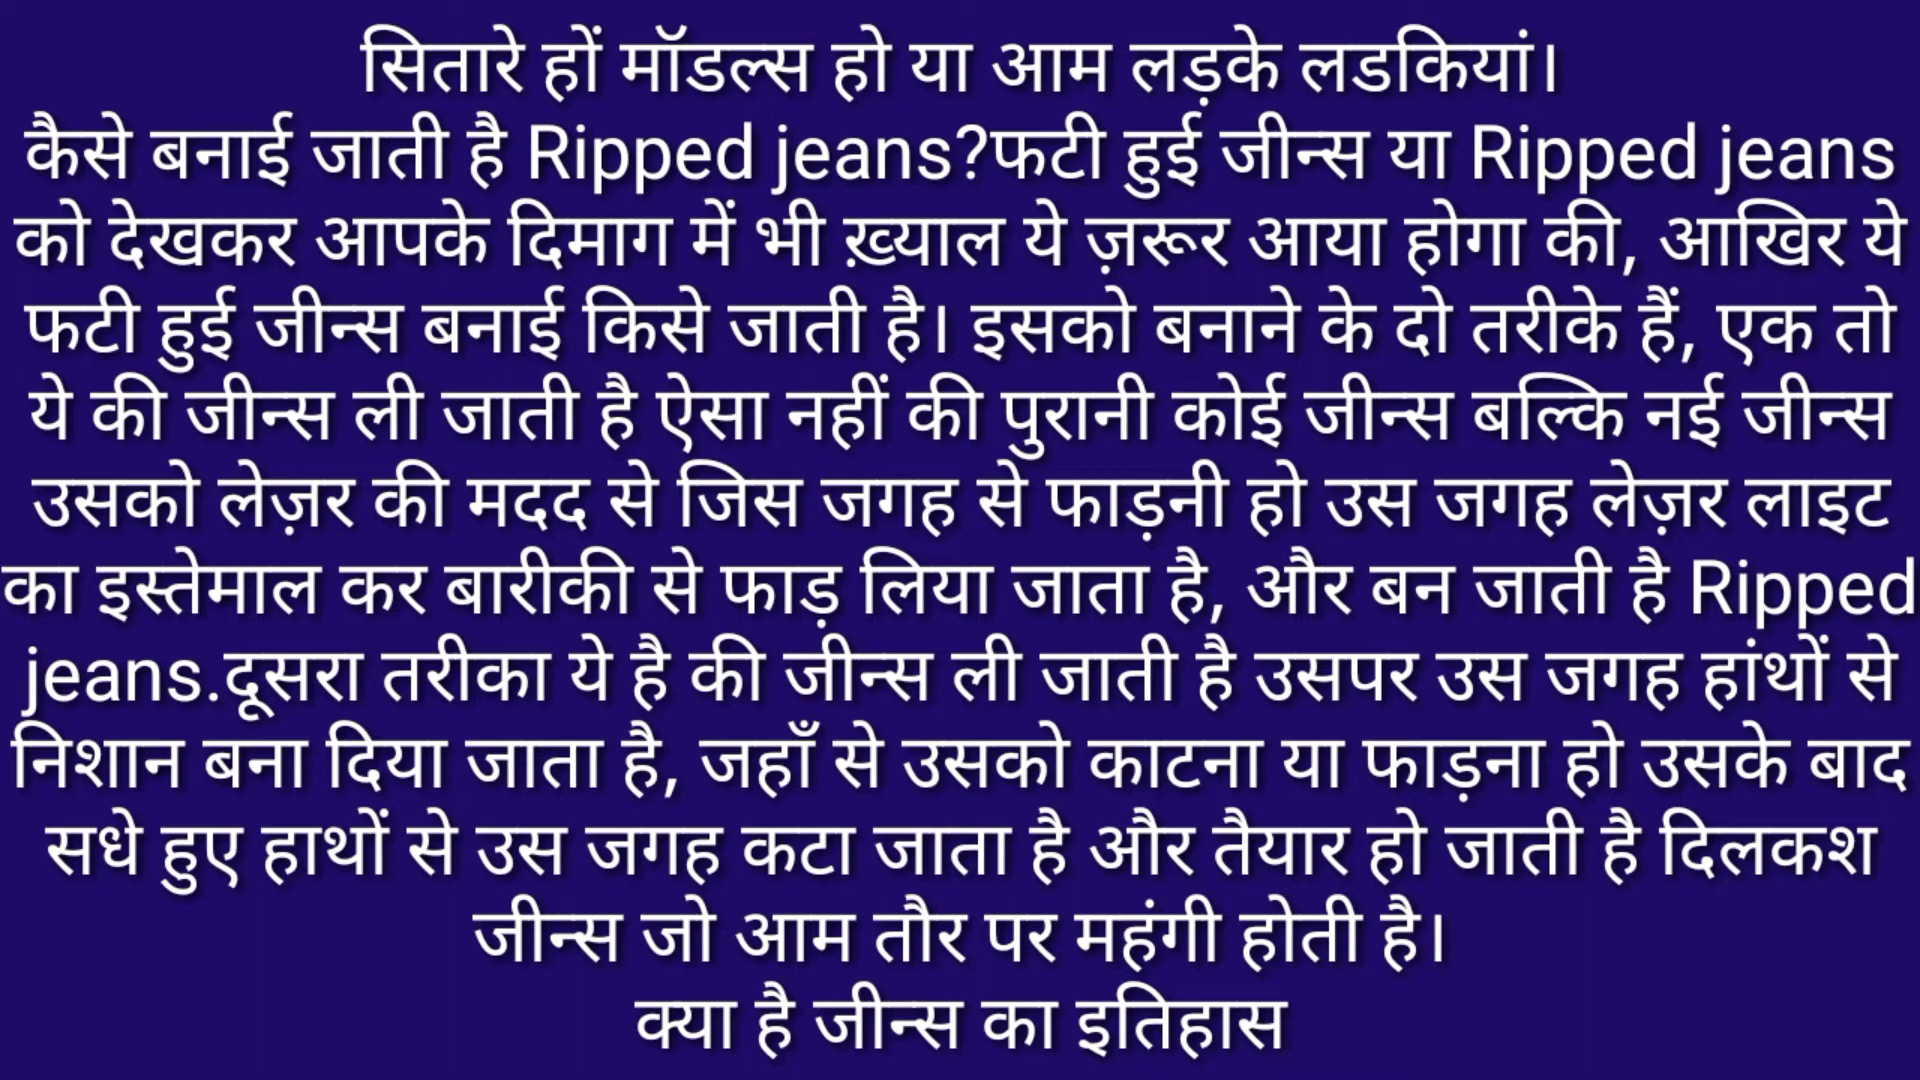 सितारे हों मॉडल्स हो या आम लड़के लडकियां।
कैसे बनाई जाती है Ripped jeans?फटी हुई जीन्स या Ripped jeans
को देखकर आपके दिमाग में भी ख़्याल ये ज़रूर आया होगा की, आखिर ये
फटी हुई जीन्स बनाई किसे जाती है। इसको बनाने के दो तरीके हैं, एक तो
ये की जीन्स ली जाती है ऐसा नहीं की पुरानी कोई जीन्स बल्कि नई जीन्स
उसको लेज़र की मदद से जिस जगह से फाड़नी हो उस जगह लेज़र लाइट
का इस्तेमाल कर बारीकी से फाड़ लिया जाता है, और बन जाती है Ripped
jeans.दूसरा तरीका ये है की जीन्स ली जाती है उसपर उस जगह हांथों से
निशान बना दिया जाता है, जहाँ से उसको काटना या फाड़ना हो उसके बाद
सधे हुए हाथों से उस जगह कटा जाता है और तैयार हो जाती है दिलकश
जीन्स जो आम तौर पर महंगी होती है।
क्या है जीन्स का इतिहास